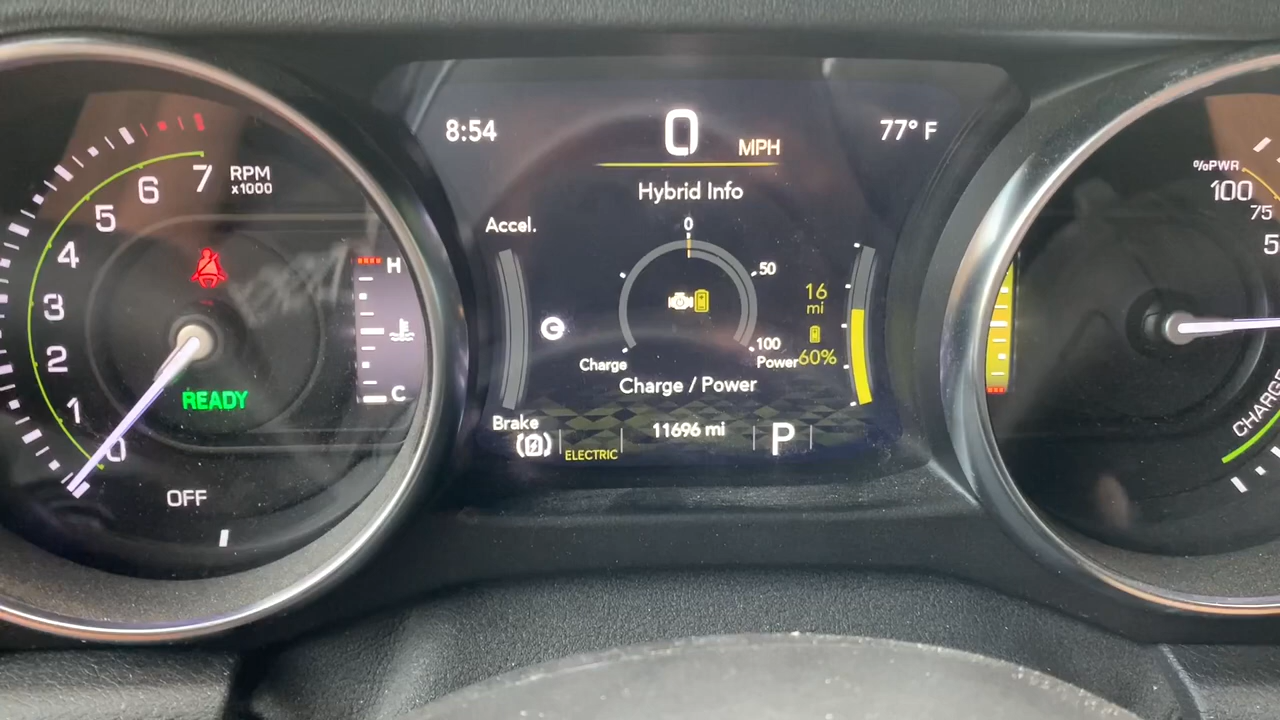 8:54
0 MPH
77° F
Hybrid Info
Accel.
0
50
100
Charge
Power
Charge / Power
16
mi
60%
Brake
ELECTRIC
11696 mi
P
7
6
5
4
3
2
1
0
RPM
x1000
READY
OFF
H
C
%PWR
100
75
5
CHARGE